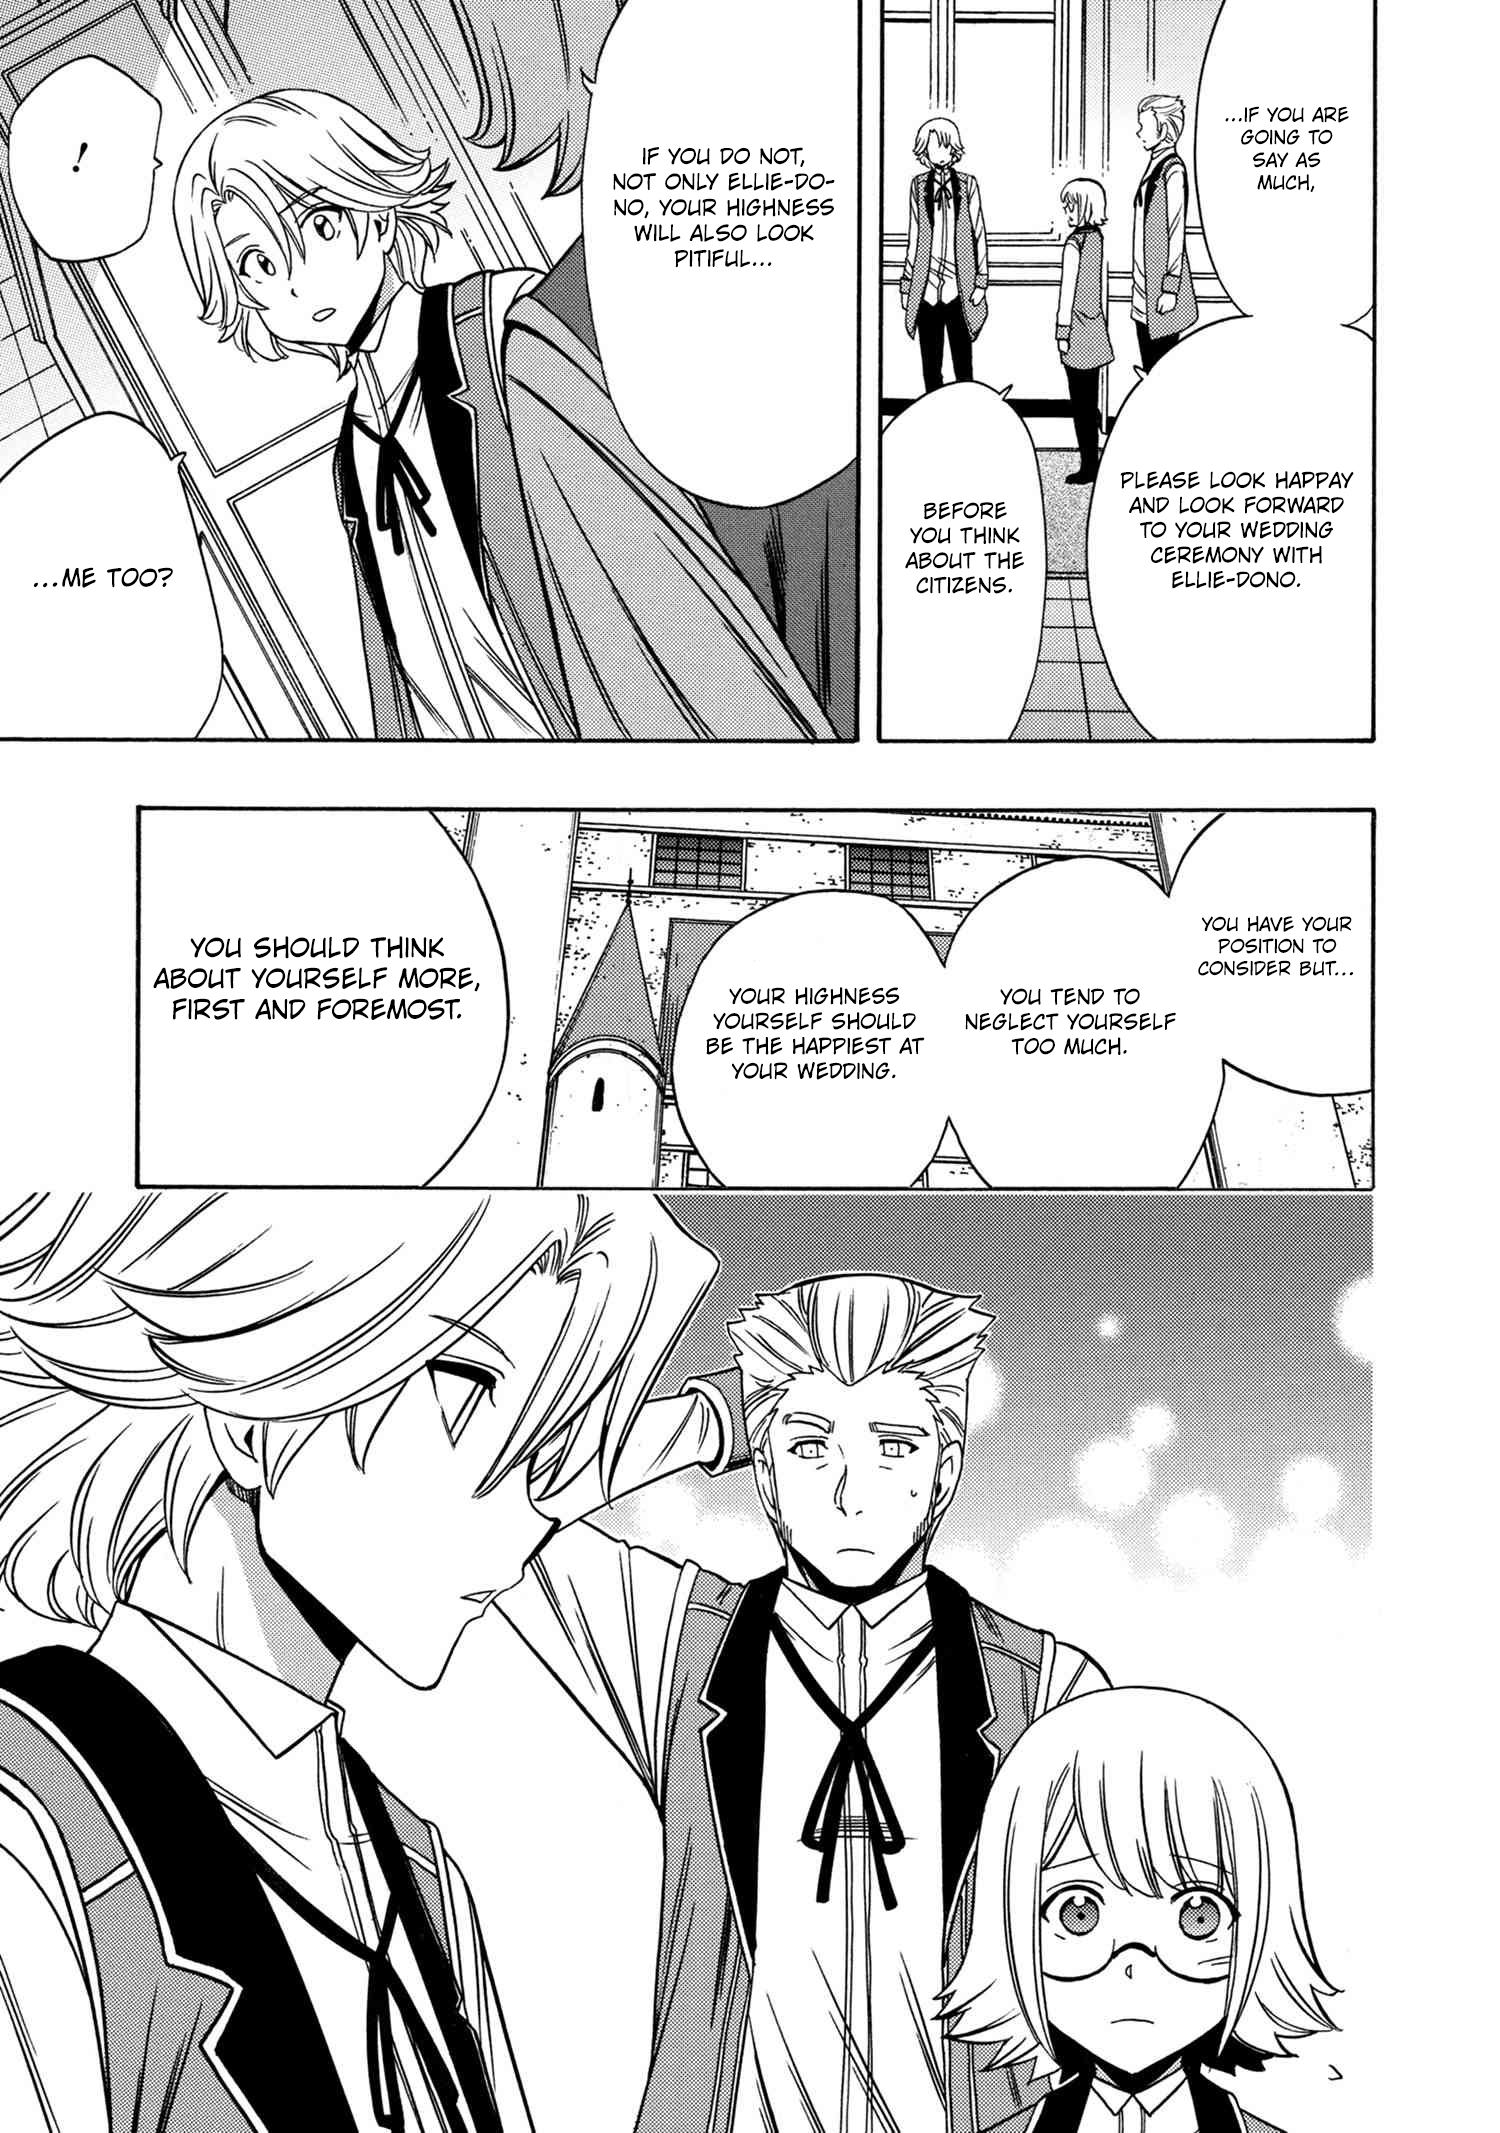 ...IF YOU ARE
GOING TO
SAY AS
MUCH,
PLEASE LOOK HAPPAY
AND LOOK FORWARD
TO YOUR WEDDING
CEREMONY WITH
ELLIE-DONO.
BEFORE
YOU THINK
ABOUT THE
CITIZENS.
IF YOU DO NOT,
NOT ONLY ELLIE-DO-
NO, YOUR HIGHNESS
WILL ALSO LOOK
PITIFUL...
!
...ME TOO?
YOU HAVE YOUR
POSITION TO
CONSIDER BUT...
YOU TEND TO
NEGLECT YOURSELF
TOO MUCH.
YOUR HIGHNESS
YOURSELF SHOULD
BE THE HAPPIEST AT
YOUR WEDDING.
YOU SHOULD THINK
ABOUT YOURSELF MORE,
FIRST AND FOREMOST.